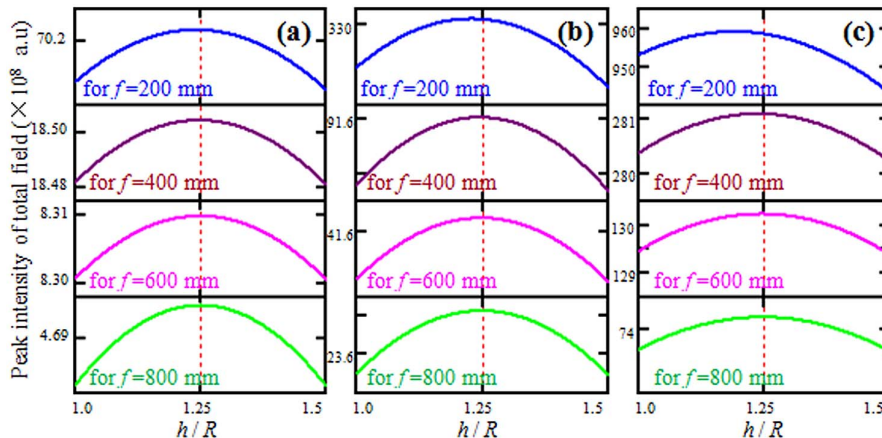 Peak intensity of total field (× 10⁸ a.u)
(a)
70.2
for f=200 mm
18.50
18.48
for f=400 mm
8.31
8.30
for f=600 mm
4.69
for f=800 mm
1.0 1.25 1.5
h/R
(b)
330
for f=200 mm
91.6
for f=400 mm
41.6
for f=600 mm
23.6
for f=800 mm
1.0 1.25 1.5
h/R
(c)
960
950
for f=200 mm
281
280
for f=400 mm
130
129
for f=600 mm
74
for f=800 mm
1.0 1.25 1.5
h/R